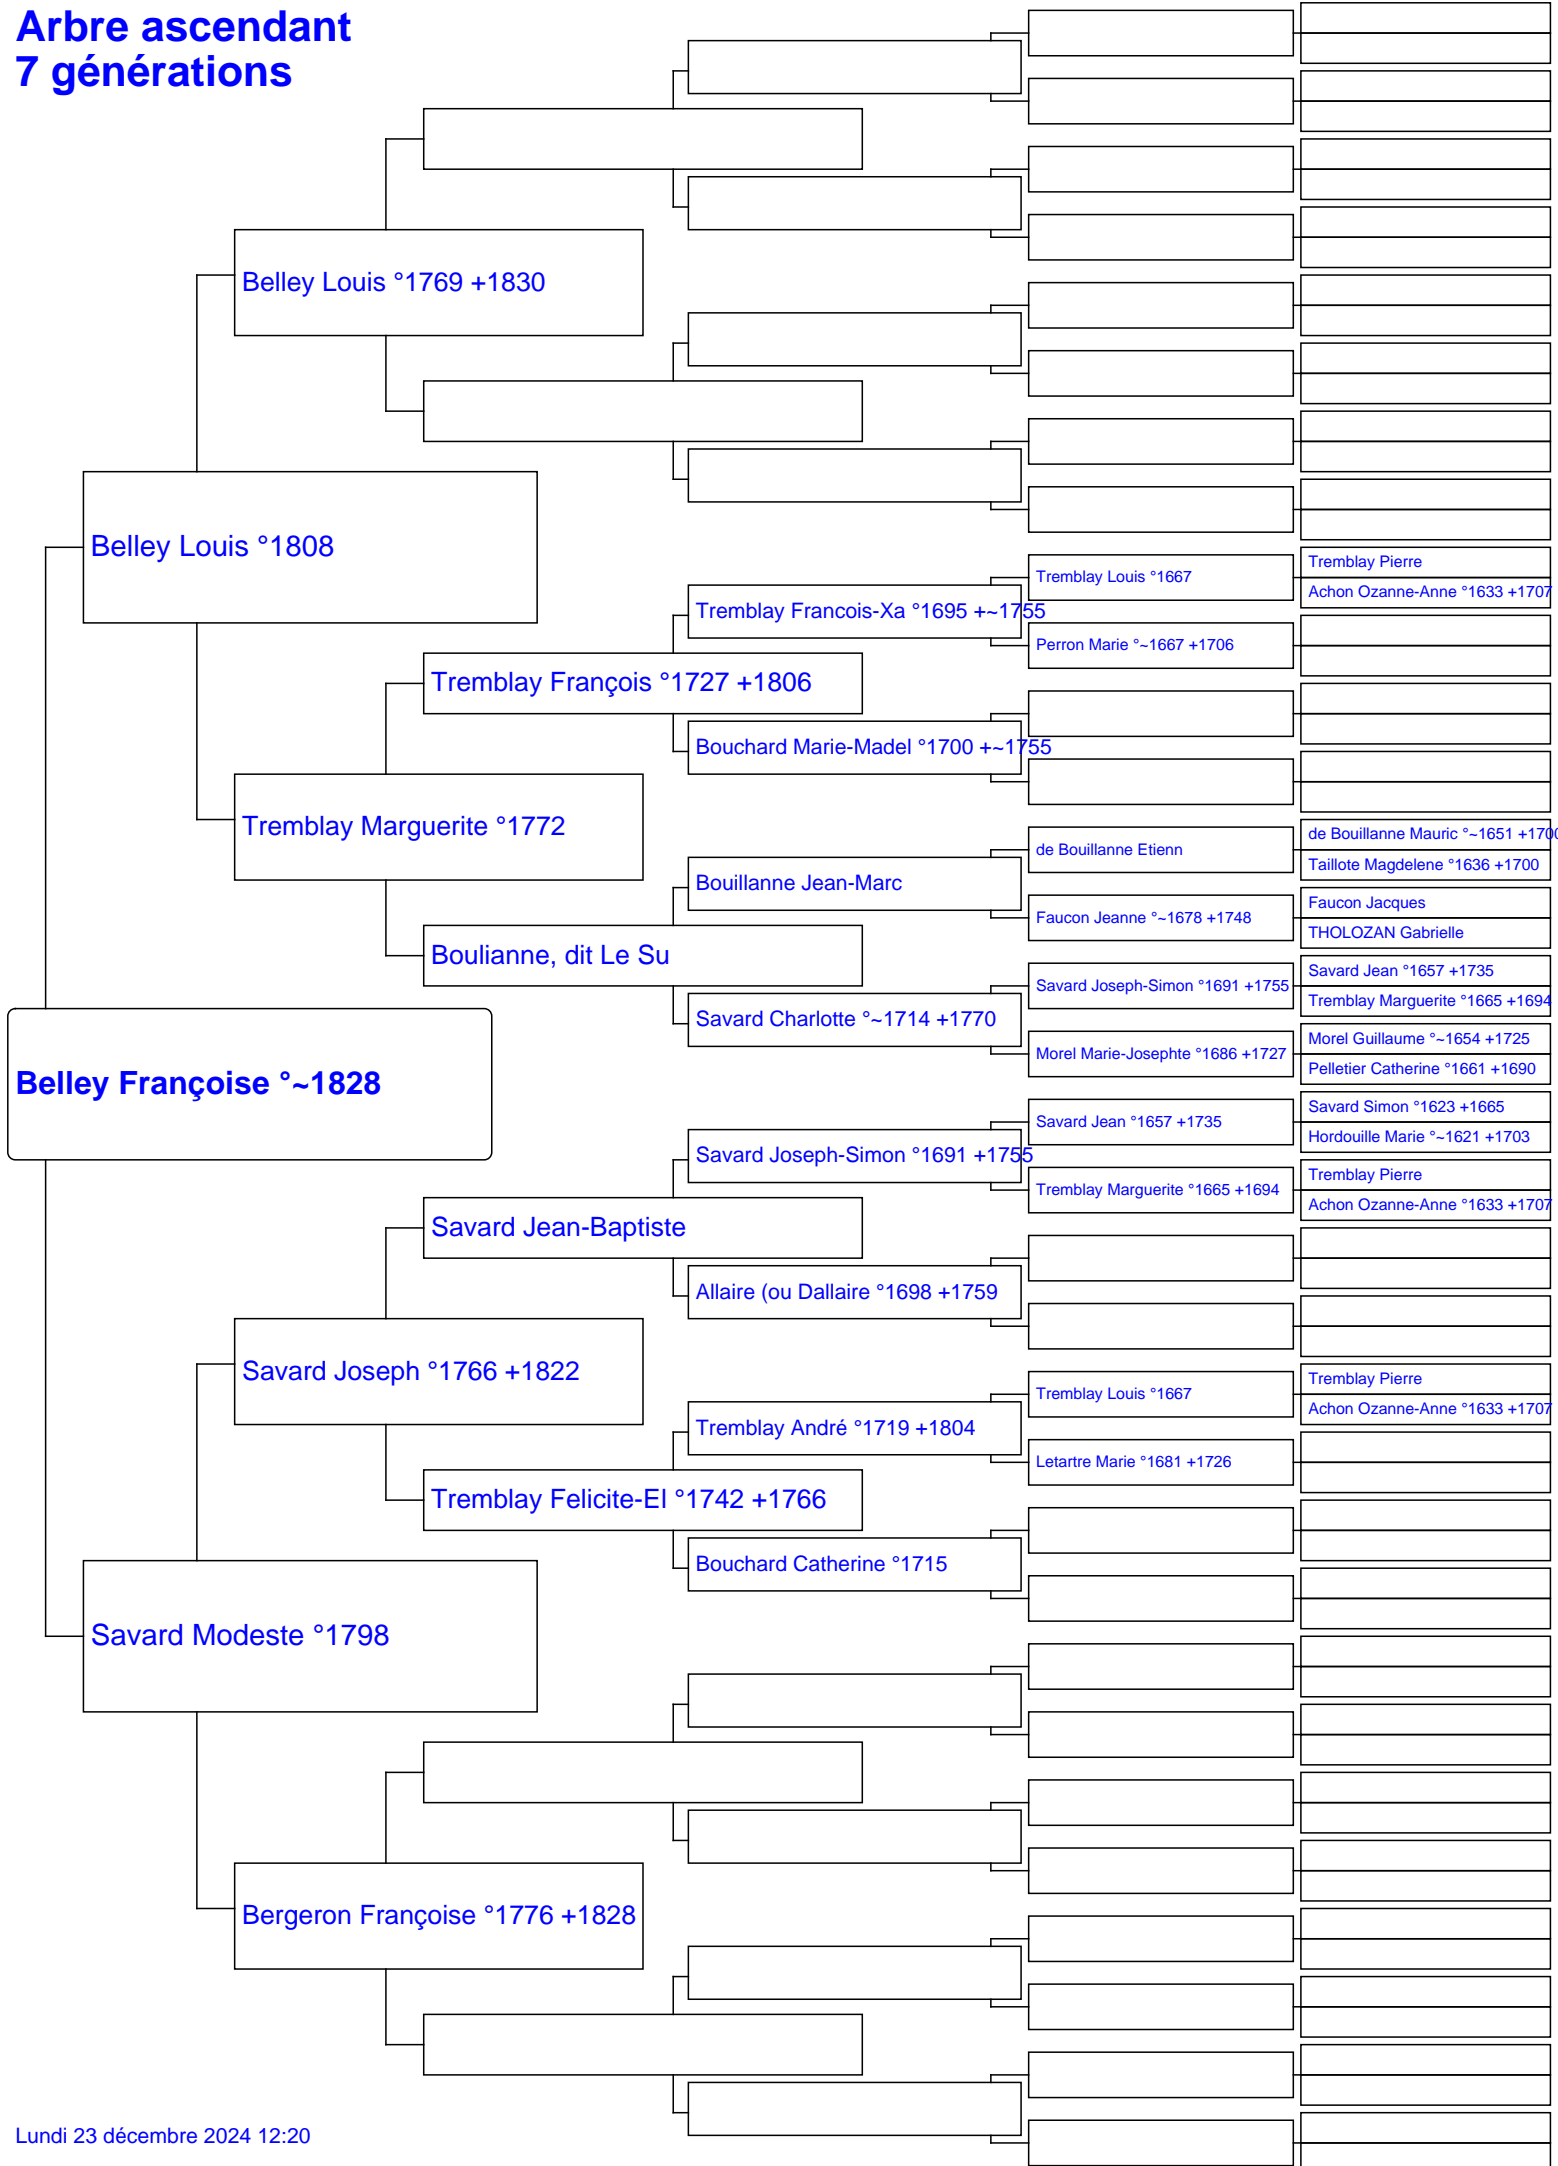 Arbre ascendant
7 générations
Belley Louis °1769 +1830
Belley Louis °1808
Tremblay Louis °1667
Tremblay Pierre
Achon Ozanne-Anne °1633 +1707
Tremblay Francois-Xa °1695 +~1755
Perron Marie °~1667 +1706
Tremblay François °1727 +1806
Bouchard Marie-Madel °1700 +~1755
Tremblay Marguerite °1772
de Bouillanne Etienn
de Bouillanne Mauric °~1651 +1700
Taillote Magdelene °1636 +1700
Bouillanne Jean-Marc
Faucon Jeanne °~1678 +1748
Faucon Jacques
THOLOZAN Gabrielle
Boulianne, dit Le Su
Savard Joseph-Simon °1691 +1755
Savard Jean °1657 +1735
Tremblay Marguerite °1665 +1694
Savard Charlotte °~1714 +1770
Morel Marie-Josephte °1686 +1727
Morel Guillaume °~1654 +1725
Pelletier Catherine °1661 +1690
Belley Françoise °~1828
Savard Jean °1657 +1735
Savard Simon °1623 +1665
Hordouille Marie °~1621 +1703
Savard Joseph-Simon °1691 +1755
Tremblay Marguerite °1665 +1694
Tremblay Pierre
Achon Ozanne-Anne °1633 +1707
Savard Jean-Baptiste
Allaire (ou Dallaire °1698 +1759
Savard Joseph °1766 +1822
Tremblay Louis °1667
Tremblay Pierre
Achon Ozanne-Anne °1633 +1707
Tremblay André °1719 +1804
Letartre Marie °1681 +1726
Tremblay Felicite-El °1742 +1766
Bouchard Catherine °1715
Savard Modeste °1798
Bergeron Françoise °1776 +1828
Lundi 23 décembre 2024 12:20